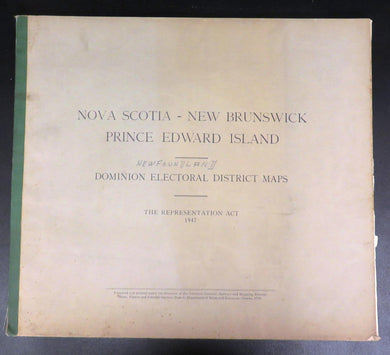 NOVA SCOTIA - NEW BRUNSWICK
PRINCE EDWARD ISLAND
NEWFOUNDLAND
DOMINION ELECTORAL DISTRICT MAPS
THE REPRESENTATION ACT
1947